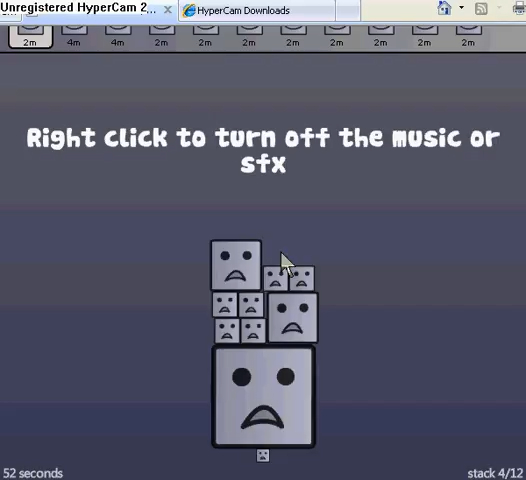 Unregistered HyperCam 2...
HyperCam Downloads
2m 4m 4m 2m 2m 2m 2m 2m 2m 2m 2m
Right click to turn off the music or
sfx
52 seconds
stack 4/12